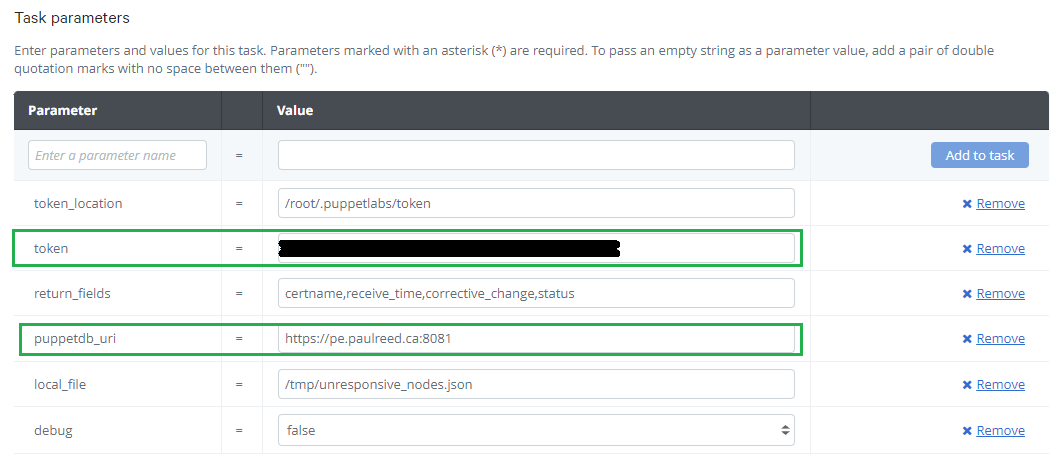 Task parameters
Enter parameters and values for this task. Parameters marked with an asterisk (*) are required. To pass an empty string as a parameter value, add a pair of double
quotation marks with no space between them ("").
Parameter Value
Enter a parameter name = Add to task
token_location = /root/.puppetlabs/token × Remove
token = × Remove
return_fields = certname,receive_time,corrective_change,status × Remove
puppetdb_uri = https://pe.paulreed.ca:8081 × Remove
local_file = /tmp/unresponsive_nodes.json × Remove
debug = false × Remove